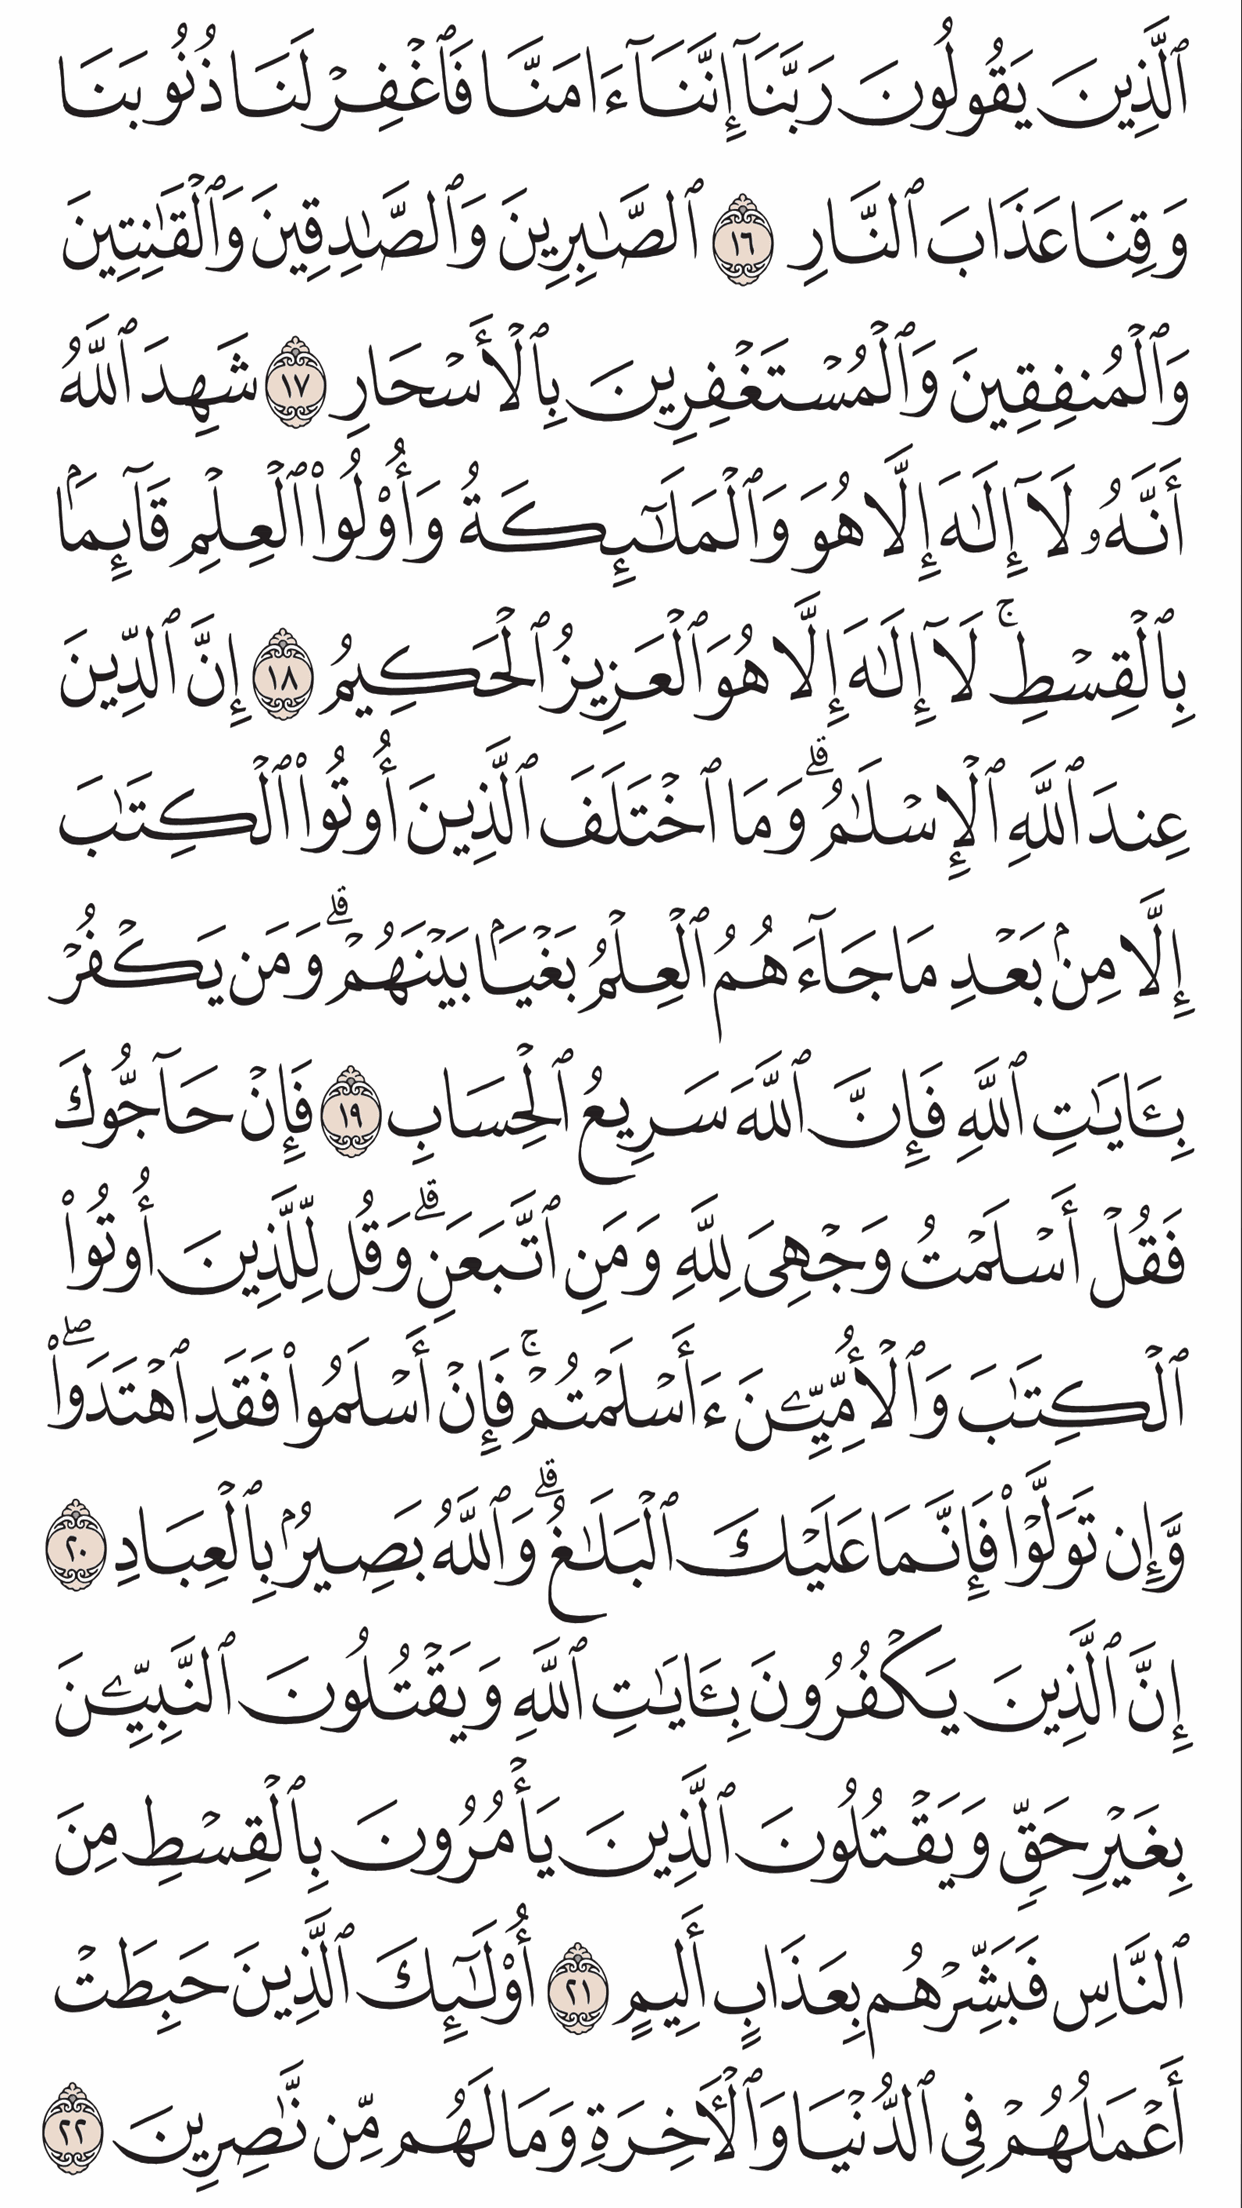 ٱلَّذِينَ يَقُولُونَ رَبَّنَآ إِنَّنَآ ءَامَنَّا فَٱغۡفِرۡ لَنَا ذُنُوبَنَا
وَقِنَا عَذَابَ ٱلنَّارِ ١٦ ٱلصَّٰبِرِينَ وَٱلصَّٰدِقِينَ وَٱلۡقَٰنِتِينَ
وَٱلۡمُنفِقِينَ وَٱلۡمُسۡتَغۡفِرِينَ بِٱلۡأَسۡحَارِ ١٧ شَهِدَ ٱللَّهُ
أَنَّهُۥ لَآ إِلَٰهَ إِلَّا هُوَ وَٱلۡمَلَٰٓئِكَةُ وَأُوْلُواْ ٱلۡعِلۡمِ قَآئِمَۢا
بِٱلۡقِسۡطِۚ لَآ إِلَٰهَ إِلَّا هُوَ ٱلۡعَزِيزُ ٱلۡحَكِيمُ ١٨ إِنَّ ٱلدِّينَ
عِندَ ٱللَّهِ ٱلۡإِسۡلَٰمُۗ وَمَا ٱخۡتَلَفَ ٱلَّذِينَ أُوتُواْ ٱلۡكِتَٰبَ
إِلَّا مِنۢ بَعۡدِ مَا جَآءَهُمُ ٱلۡعِلۡمُ بَغۡيَۢا بَيۡنَهُمۡۗ وَمَن يَكۡفُرۡ
بِـَٔايَٰتِ ٱللَّهِ فَإِنَّ ٱللَّهَ سَرِيعُ ٱلۡحِسَابِ ١٩ فَإِنۡ حَآجُّوكَ
فَقُلۡ أَسۡلَمۡتُ وَجۡهِيَ لِلَّهِ وَمَنِ ٱتَّبَعَنِۗ وَقُل لِّلَّذِينَ أُوتُواْ
ٱلۡكِتَٰبَ وَٱلۡأُمِّيِّـۧنَ ءَأَسۡلَمۡتُمۡۚ فَإِنۡ أَسۡلَمُواْ فَقَدِ ٱهۡتَدَواْۖ
وَّإِن تَوَلَّوۡاْ فَإِنَّمَا عَلَيۡكَ ٱلۡبَلَٰغُۗ وَٱللَّهُ بَصِيرُۢ بِٱلۡعِبَادِ ٢٠
إِنَّ ٱلَّذِينَ يَكۡفُرُونَ بِـَٔايَٰتِ ٱللَّهِ وَيَقۡتُلُونَ ٱلنَّبِيِّـۧنَ
بِغَيۡرِ حَقّٖ وَيَقۡتُلُونَ ٱلَّذِينَ يَأۡمُرُونَ بِٱلۡقِسۡطِ مِنَ
ٱلنَّاسِ فَبَشِّرۡهُم بِعَذَابٍ أَلِيمٍ ٢١ أُوْلَٰٓئِكَ ٱلَّذِينَ حَبِطَتۡ
أَعۡمَٰلُهُمۡ فِي ٱلدُّنۡيَا وَٱلۡأٓخِرَةِ وَمَا لَهُم مِّن نَّٰصِرِينَ ٢٢